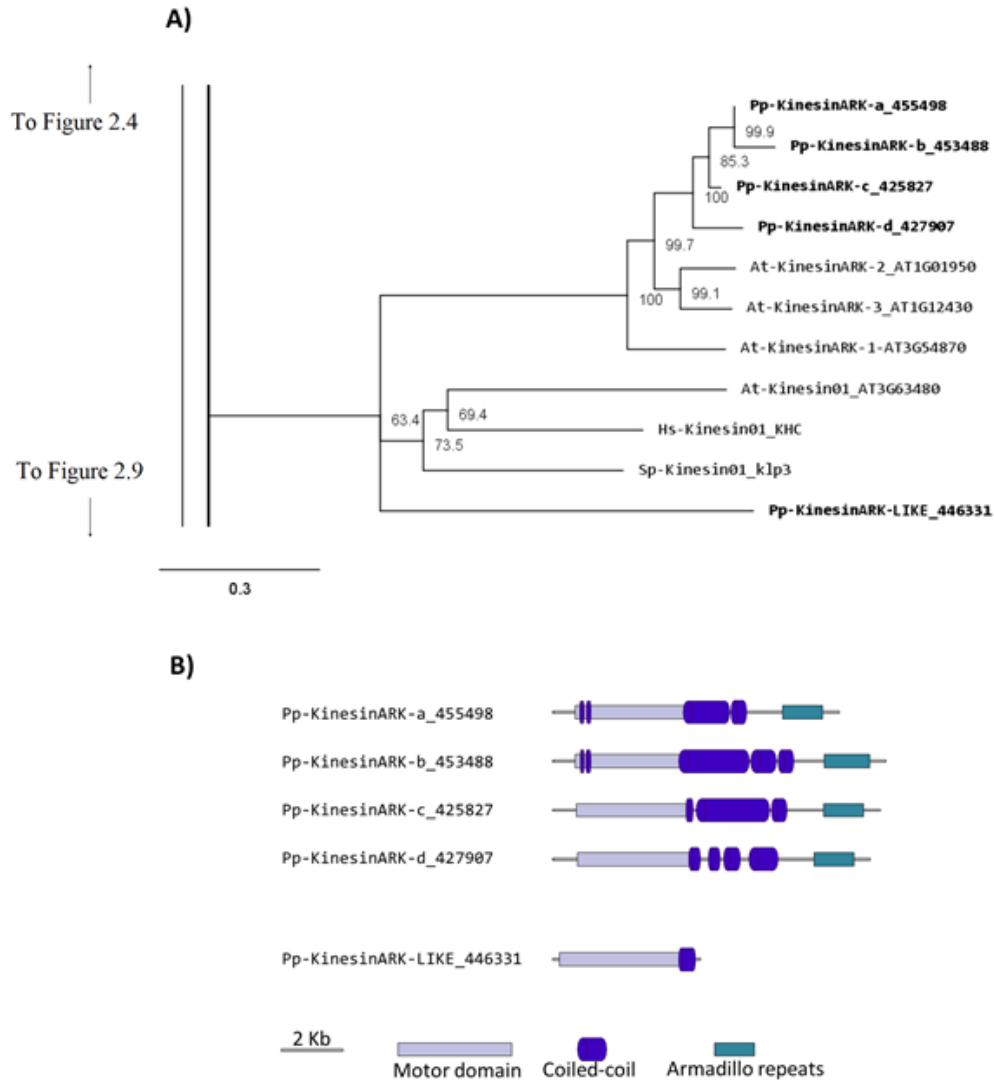 A)
To Figure 2.4
Pp-KinesinARK-a_455498
99.9
Pp-KinesinARK-b_453488
85.3
Pp-KinesinARK-c_425827
100
Pp-KinesinARK-d_427907
99.7
At-KinesinARK-2_AT1G01950
100
99.1
At-KinesinARK-3_AT1G12430
At-KinesinARK-1-AT3G54870
At-Kinesin01_AT3G63480
63.4
69.4
Hs-Kinesin01_KHC
73.5
To Figure 2.9
Sp-Kinesin01_klp3
Pp-KinesinARK-LIKE_446331
0.3
B)
Pp-KinesinARK-a_455498
Pp-KinesinARK-b_453488
Pp-KinesinARK-c_425827
Pp-KinesinARK-d_427907
Pp-KinesinARK-LIKE_446331
2 Kb
Motor domain
Coiled-coil
Armadillo repeats